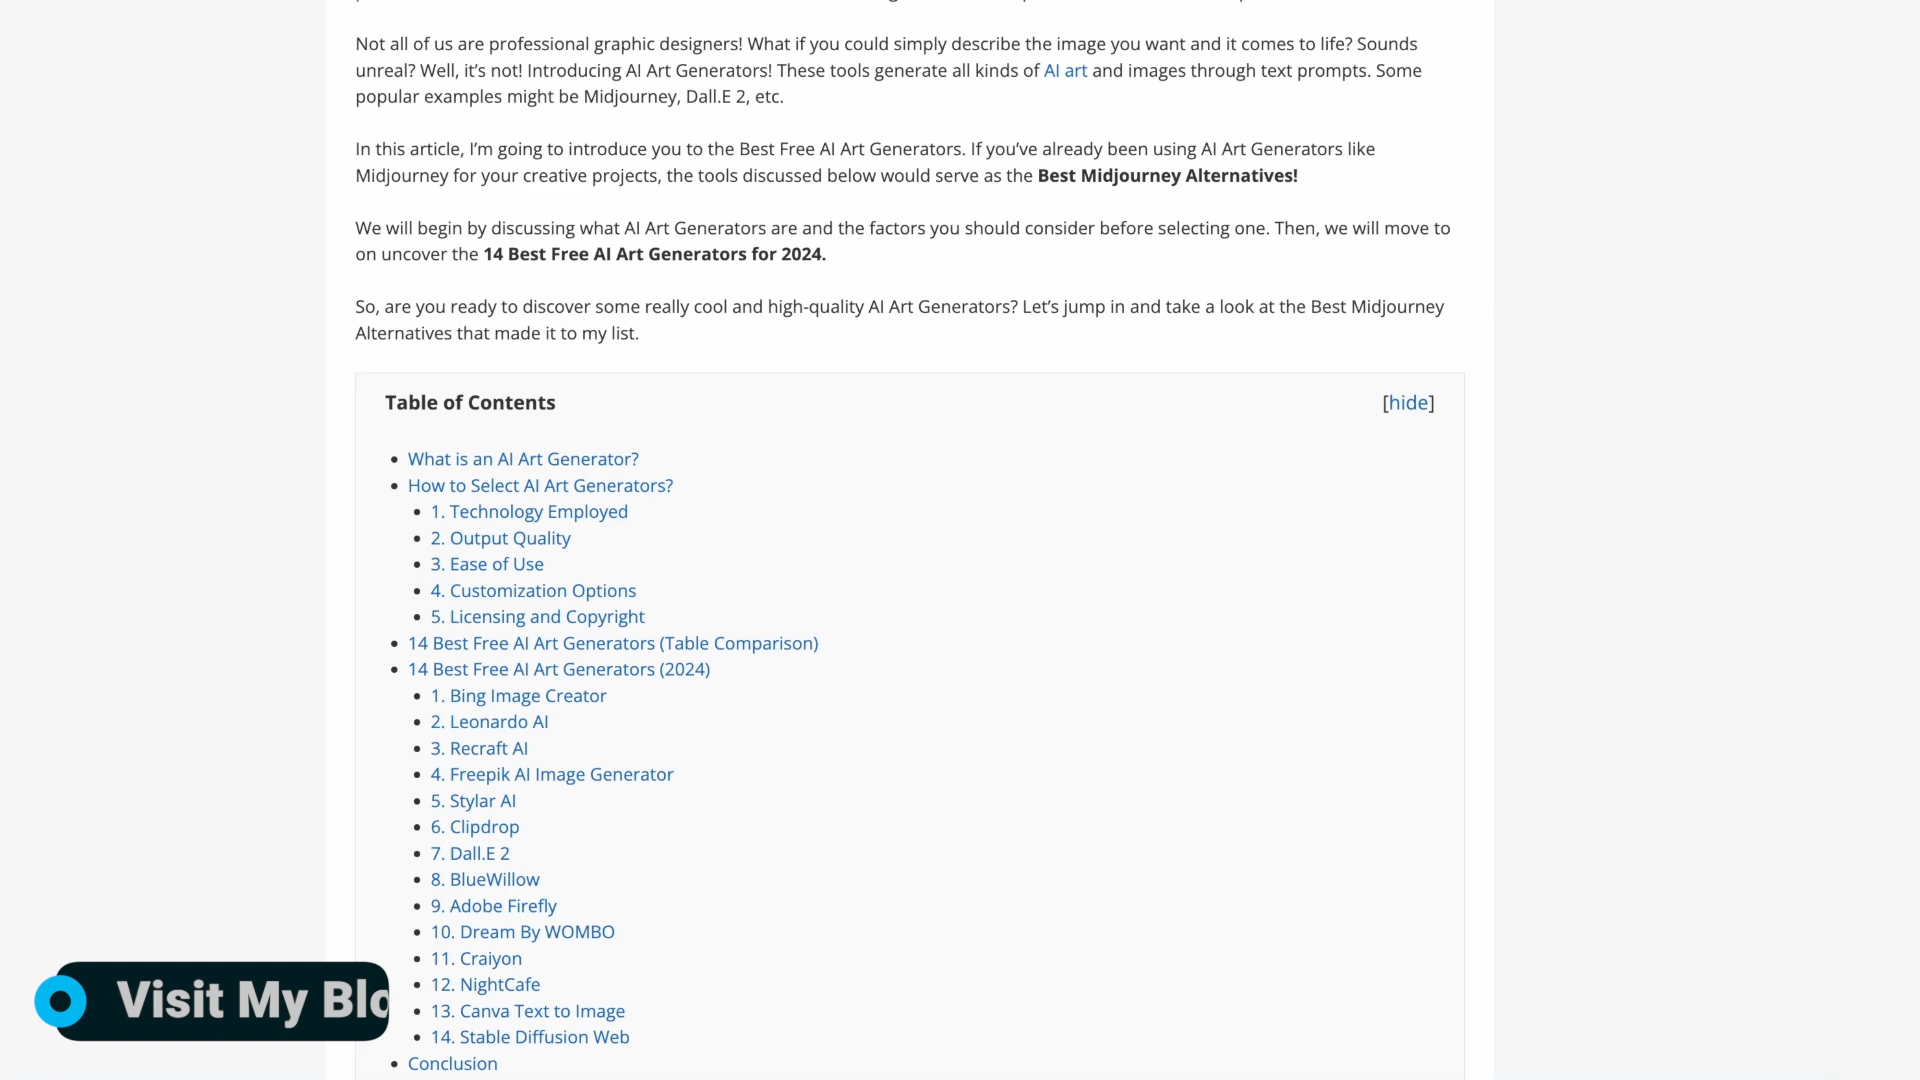 Not all of us are professional graphic designers! What if you could simply describe the image you want and it comes to life? Sounds
unreal? Well, it’s not! Introducing AI Art Generators! These tools generate all kinds of AI art and images through text prompts. Some
popular examples might be Midjourney, Dall.E 2, etc.
In this article, I’m going to introduce you to the Best Free AI Art Generators. If you’ve already been using AI Art Generators like
Midjourney for your creative projects, the tools discussed below would serve as the Best Midjourney Alternatives!
We will begin by discussing what AI Art Generators are and the factors you should consider before selecting one. Then, we will move to
on uncover the 14 Best Free AI Art Generators for 2024.
So, are you ready to discover some really cool and high-quality AI Art Generators? Let’s jump in and take a look at the Best Midjourney
Alternatives that made it to my list.
Table of Contents [hide]
What is an AI Art Generator?
How to Select AI Art Generators?
1. Technology Employed
2. Output Quality
3. Ease of Use
4. Customization Options
5. Licensing and Copyright
14 Best Free AI Art Generators (Table Comparison)
14 Best Free AI Art Generators (2024)
1. Bing Image Creator
2. Leonardo AI
3. Recraft AI
4. Freepik AI Image Generator
5. Stylar AI
6. Clipdrop
7. Dall.E 2
8. BlueWillow
9. Adobe Firefly
10. Dream By WOMBO
11. Craiyon
12. NightCafe
13. Canva Text to Image
14. Stable Diffusion Web
Conclusion
Visit My Blo